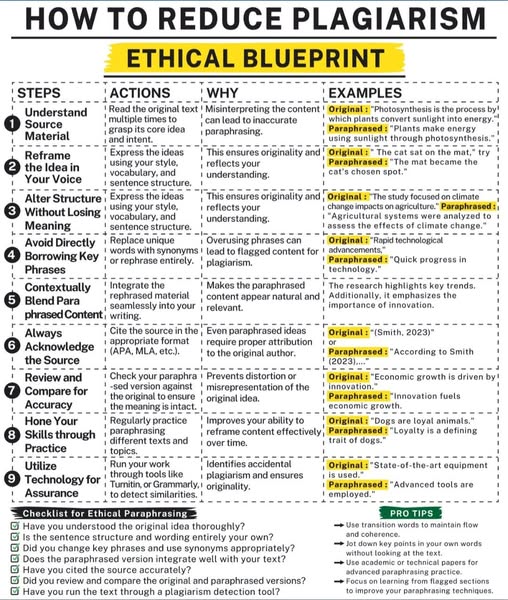 HOW TO REDUCE PLAGIARISM
ETHICAL BLUEPRINT
STEPS ACTIONS WHY EXAMPLES
1 Understand
Source
Material
Read the original text
multiple times to
grasp its core idea
and intent.
Misinterpreting the content
can lead to inaccurate
paraphrasing.
Original : "Photosynthesis is the process by
which plants convert sunlight into energy."
Paraphrased : "Plants make energy
using sunlight through photosynthesis."
2 Reframe
the Idea in
Your Voice
Express the ideas
using your style,
vocabulary, and
sentence structure.
This ensures originality and
reflects your
understanding.
Original : " The cat sat on the mat," try
Paraphrased : "The mat became the
cat's chosen spot."
3 Alter Structure
Without Losing
Meaning
Express the ideas
using your style,
vocabulary, and
sentence structure.
This ensures originality and
reflects your
understanding.
Original : "The study focused on climate
change impacts on agriculture." Paraphrased :
"Agricultural systems were analyzed to
assess the effects of climate change."
4 Avoid Directly
Borrowing Key
Phrases
Replace unique
words with synonyms
or rephrase entirely.
Overusing phrases can
lead to flagged content for
plagiarism.
Original : "Rapid technological
advancements,"
Paraphrased : "Quick progress in
technology."
5 Contextually
Blend Para
phrased Content
Integrate the
rephrased material
seamlessly into your
writing.
Makes the paraphrased
content appear natural and
relevant.
The research highlights key trends.
Additionally, it emphasizes the
importance of innovation.
6 Always
Acknowledge
the Source
Cite the source in the
appropriate format
(APA, MLA, etc.).
Even paraphrased ideas
require proper attribution
to the original author.
Original : "(Smith, 2023)"
or
Paraphrased : "According to Smith
(2023),..."
7 Review and
Compare for
Accuracy
Check your paraphra
-sed version against
the original to ensure
the meaning is intact.
Prevents distortion or
misrepresentation of the
original idea.
Original : "Economic growth is driven by
innovation."
Paraphrased : "Innovation fuels
economic growth.
8 Hone Your
Skills through
Practice
Regularly practice
paraphrasing
different texts and
topics.
Improves your ability to
reframe content effectively
over time.
Original : "Dogs are loyal animals."
Paraphrased : "Loyalty is a defining
trait of dogs."
9 Utilize
Technology for
Assurance
Run your work
through tools like
Turnitin, or Grammarly,
to detect similarities.
Identifies accidental
plagiarism and ensures
originality.
Original : "State-of-the-art equipment
is used."
Paraphrased : "Advanced tools are
employed."
Checklist for Ethical Paraphrasing
Have you understood the original idea thoroughly?
Is the sentence structure and wording entirely your own?
Did you change key phrases and use synonyms appropriately?
Does the paraphrased version integrate well with your text?
Have you cited the source accurately?
Did you review and compare the original and paraphrased versions?
Have you run the text through a plagiarism detection tool?
PRO TIPS
Use transition words to maintain flow
and coherence.
Jot down key points in your own words
without looking at the text.
Use academic or technical papers for
advanced paraphrasing practice.
Focus on learning from flagged sections
to improve your paraphrasing techniques.